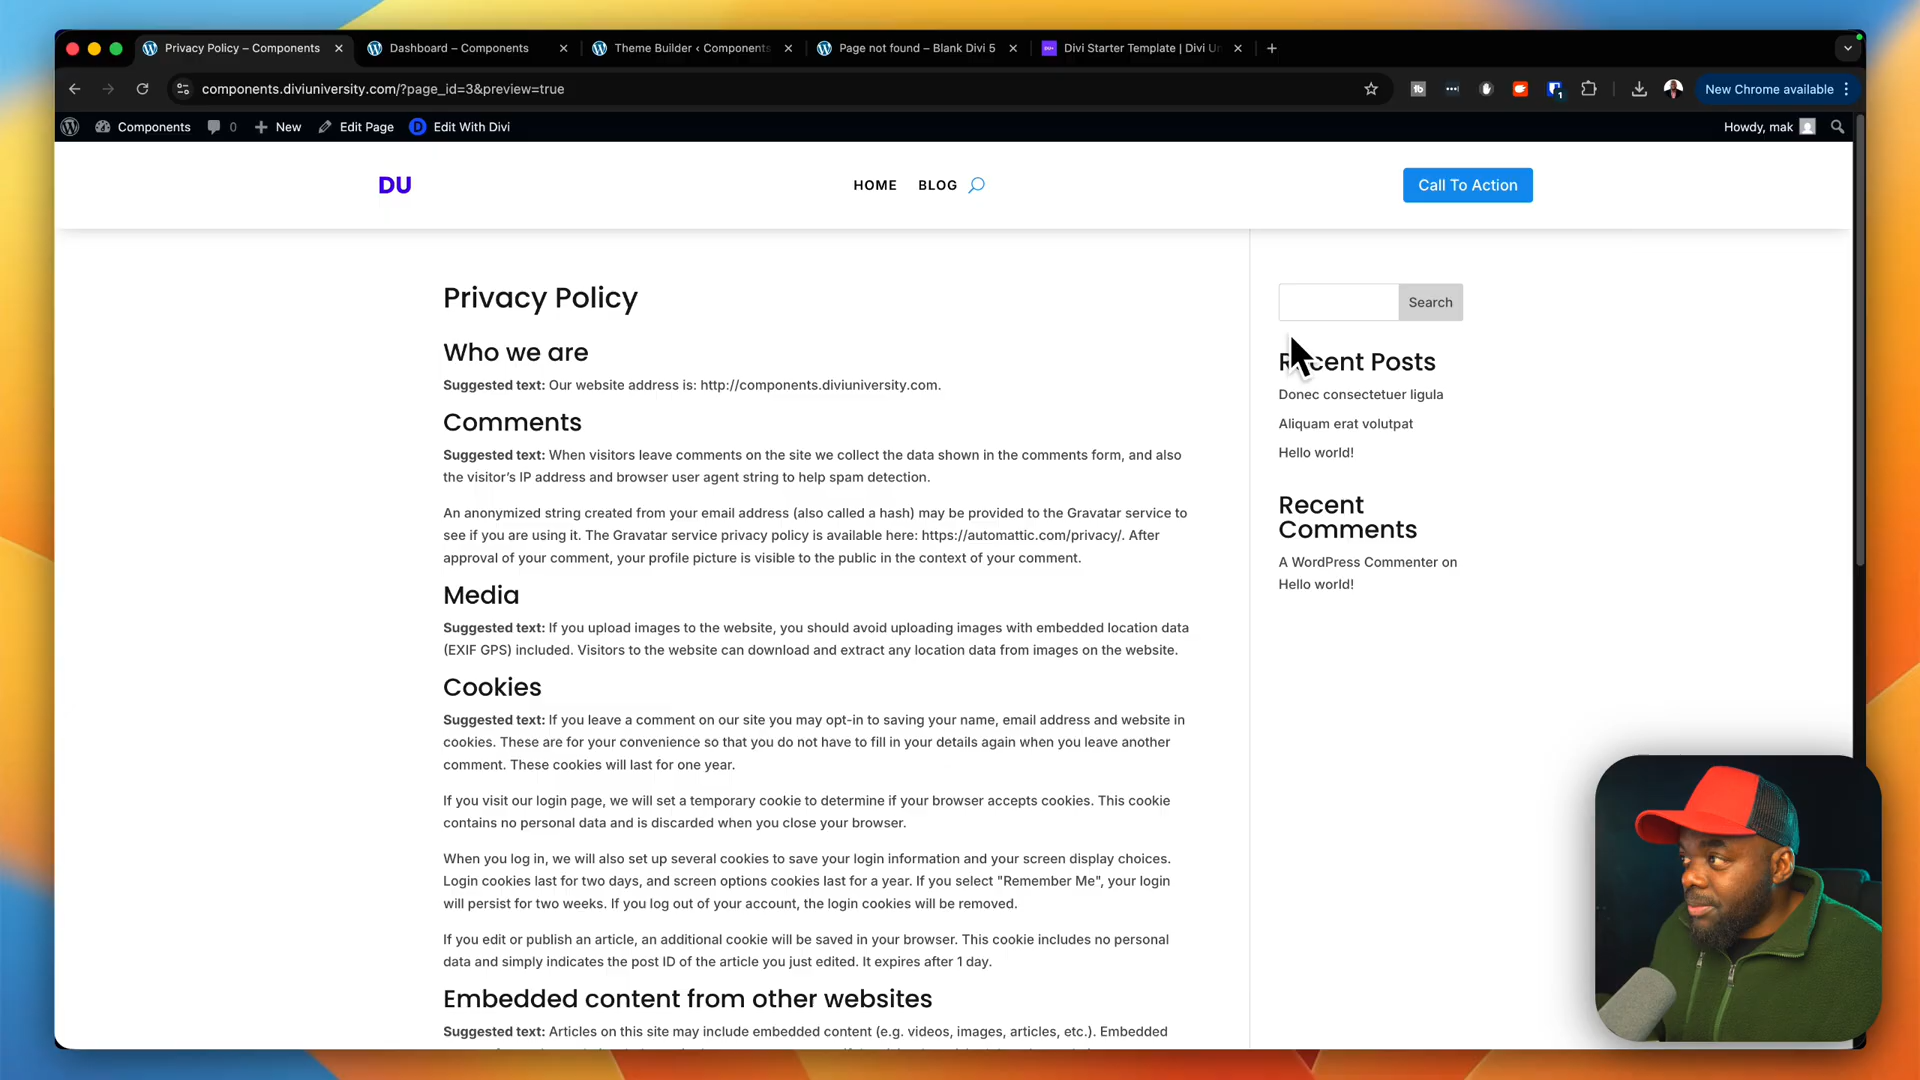 Privacy Policy – Components
Dashboard – Components
Theme Builder ‹ Components
Page not found – Blank Divi 5
Divi Starter Template | Divi Un
components.diviuniversity.com/?page_id=3&preview=true
New Chrome available
Components
0
New
Edit Page
Edit With Divi
Howdy, mak
DU
HOME
BLOG
Call To Action
Privacy Policy
Who we are
Suggested text: Our website address is: http://components.diviuniversity.com.
Comments
Suggested text: When visitors leave comments on the site we collect the data shown in the comments form, and also
the visitor's IP address and browser user agent string to help spam detection.
An anonymized string created from your email address (also called a hash) may be provided to the Gravatar service to
see if you are using it. The Gravatar service privacy policy is available here: https://automattic.com/privacy/. After
approval of your comment, your profile picture is visible to the public in the context of your comment.
Media
Suggested text: If you upload images to the website, you should avoid uploading images with embedded location data
(EXIF GPS) included. Visitors to the website can download and extract any location data from images on the website.
Cookies
Suggested text: If you leave a comment on our site you may opt-in to saving your name, email address and website in
cookies. These are for your convenience so that you do not have to fill in your details again when you leave another
comment. These cookies will last for one year.
If you visit our login page, we will set a temporary cookie to determine if your browser accepts cookies. This cookie
contains no personal data and is discarded when you close your browser.
When you log in, we will also set up several cookies to save your login information and your screen display choices.
Login cookies last for two days, and screen options cookies last for a year. If you select "Remember Me", your login
will persist for two weeks. If you log out of your account, the login cookies will be removed.
If you edit or publish an article, an additional cookie will be saved in your browser. This cookie includes no personal
data and simply indicates the post ID of the article you just edited. It expires after 1 day.
Embedded content from other websites
Suggested text: Articles on this site may include embedded content (e.g. videos, images, articles, etc.). Embedded
Search
Recent Posts
Donec consectetuer ligula
Aliquam erat volutpat
Hello world!
Recent
Comments
A WordPress Commenter on
Hello world!